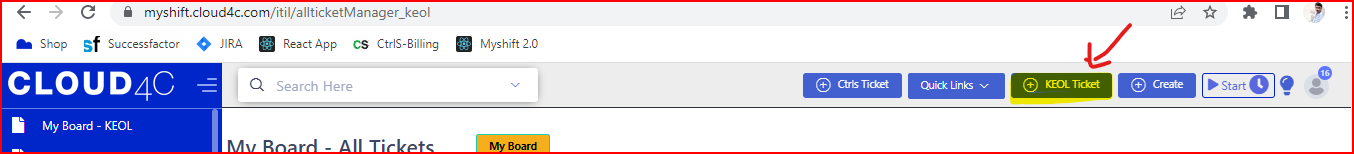 myshift.cloud4c.com/itil/allticketManager_keol
Shop Successfactor JIRA React App CtrlS-Billing Myshift 2.0
CLOUD4C Search Here Ctrls Ticket Quick Links KEOL Ticket Create Start 16
My Board - KEOL
My Board - All Tickets My Board